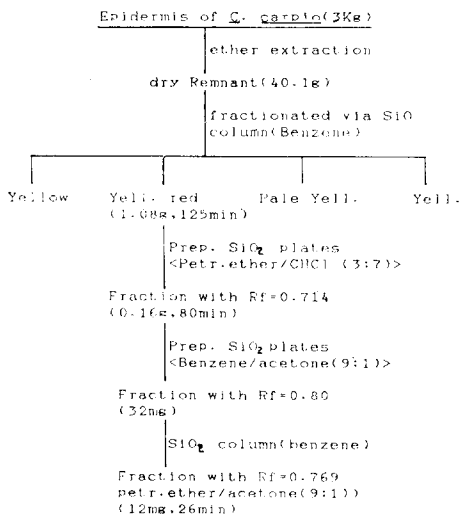 Epidermis of C. carpio(3Kg)
ether extraction
dry Remnant(40.1g)
fractionated via SiO
column(Benzene)
Yellow Yell. red Pale Yell. Yell.
(1.08g,125min)
Prep. SiO₂ plates
<Petr.ether/CHCl (3:7)>
Fraction with Rf=0.714
(0.16g,80min)
Prep. SiO₂ plates
<Benzene/acetone(9:1)>
Fraction with Rf=0.80
(32mg)
SiO₂ column(benzene)
Fraction with Rf=0.769
petr.ether/acetone(9:1))
(12mg,26min)